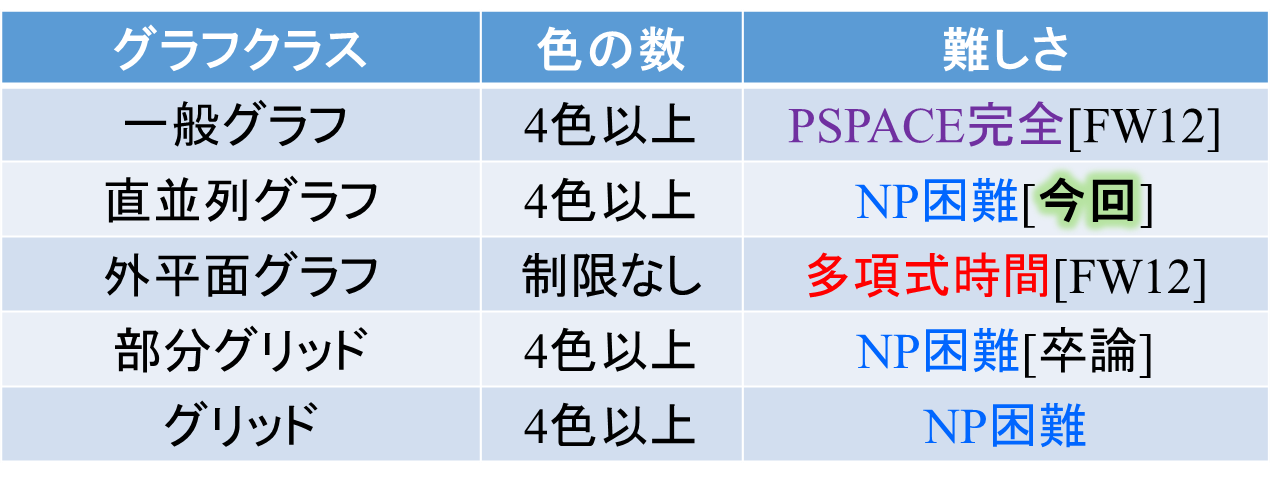 グラフクラス 色の数 難しさ
一般グラフ 4色以上 PSPACE完全[FW12]
直並列グラフ 4色以上 NP困難[今回]
外平面グラフ 制限なし 多項式時間[FW12]
部分グリッド 4色以上 NP困難[卒論]
グリッド 4色以上 NP困難